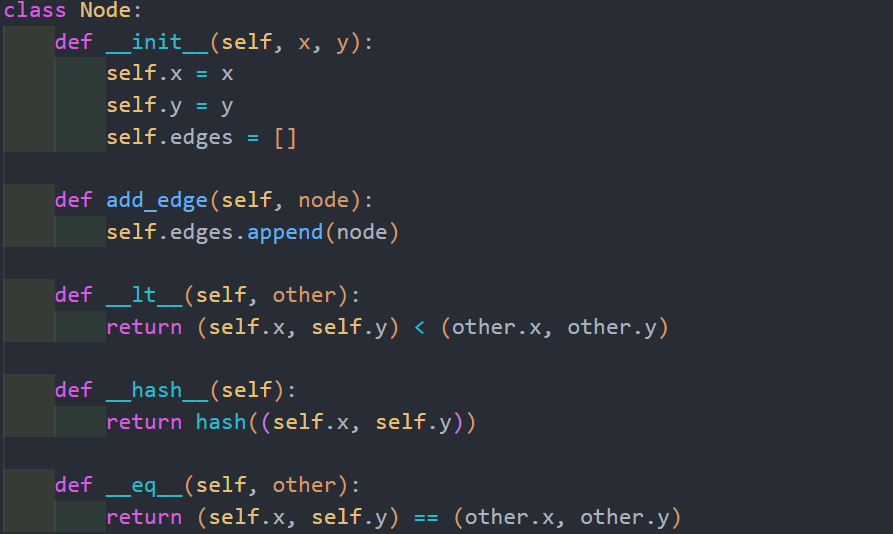 class Node:
    def __init__(self, x, y):
        self.x = x
        self.y = y
        self.edges = []

    def add_edge(self, node):
        self.edges.append(node)

    def __lt__(self, other):
        return (self.x, self.y) < (other.x, other.y)

    def __hash__(self):
        return hash((self.x, self.y))

    def __eq__(self, other):
        return (self.x, self.y) == (other.x, other.y)